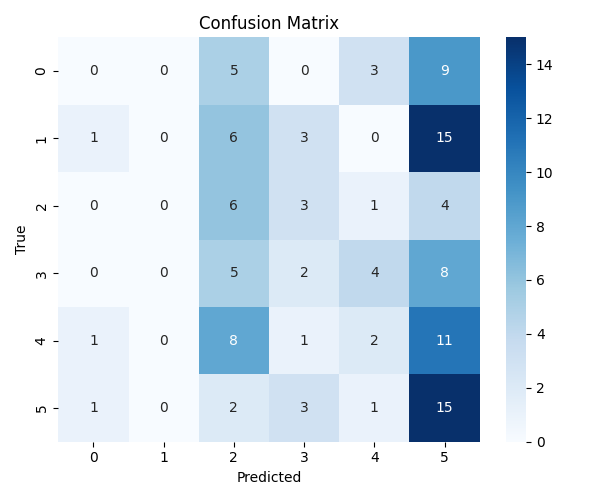 Confusion Matrix
0 0 0 5 0 3 9
1 1 0 6 3 0 15
2 0 0 6 3 1 4
3 0 0 5 2 4 8
4 1 0 8 1 2 11
5 1 0 2 3 1 15
0 1 2 3 4 5
True
Predicted
14
12
10
8
6
4
2
0